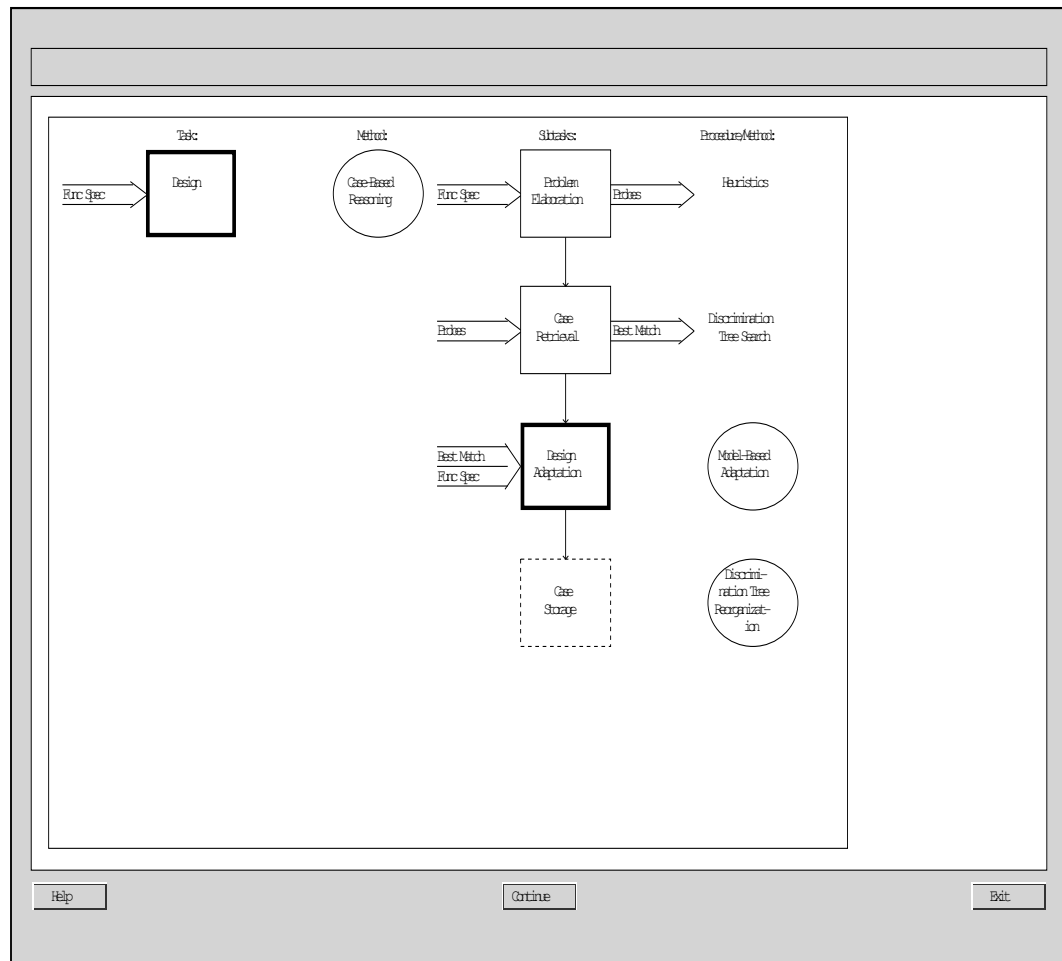 Task: Method: Subtasks: Procedure/Method:
Func Spec
Design
Case-Based
Reasoning
Func Spec
Problem
Elaboration
Probes
Heuristics
Probes
Case
Retrieval
Best Match
Discrimination
Tree Search
Best Match
Func Spec
Design
Adaptation
Model-Based
Adaptation
Case
Storage
Discrimi-
nation Tree
Reorganizat-
ion
Help Continue Exit